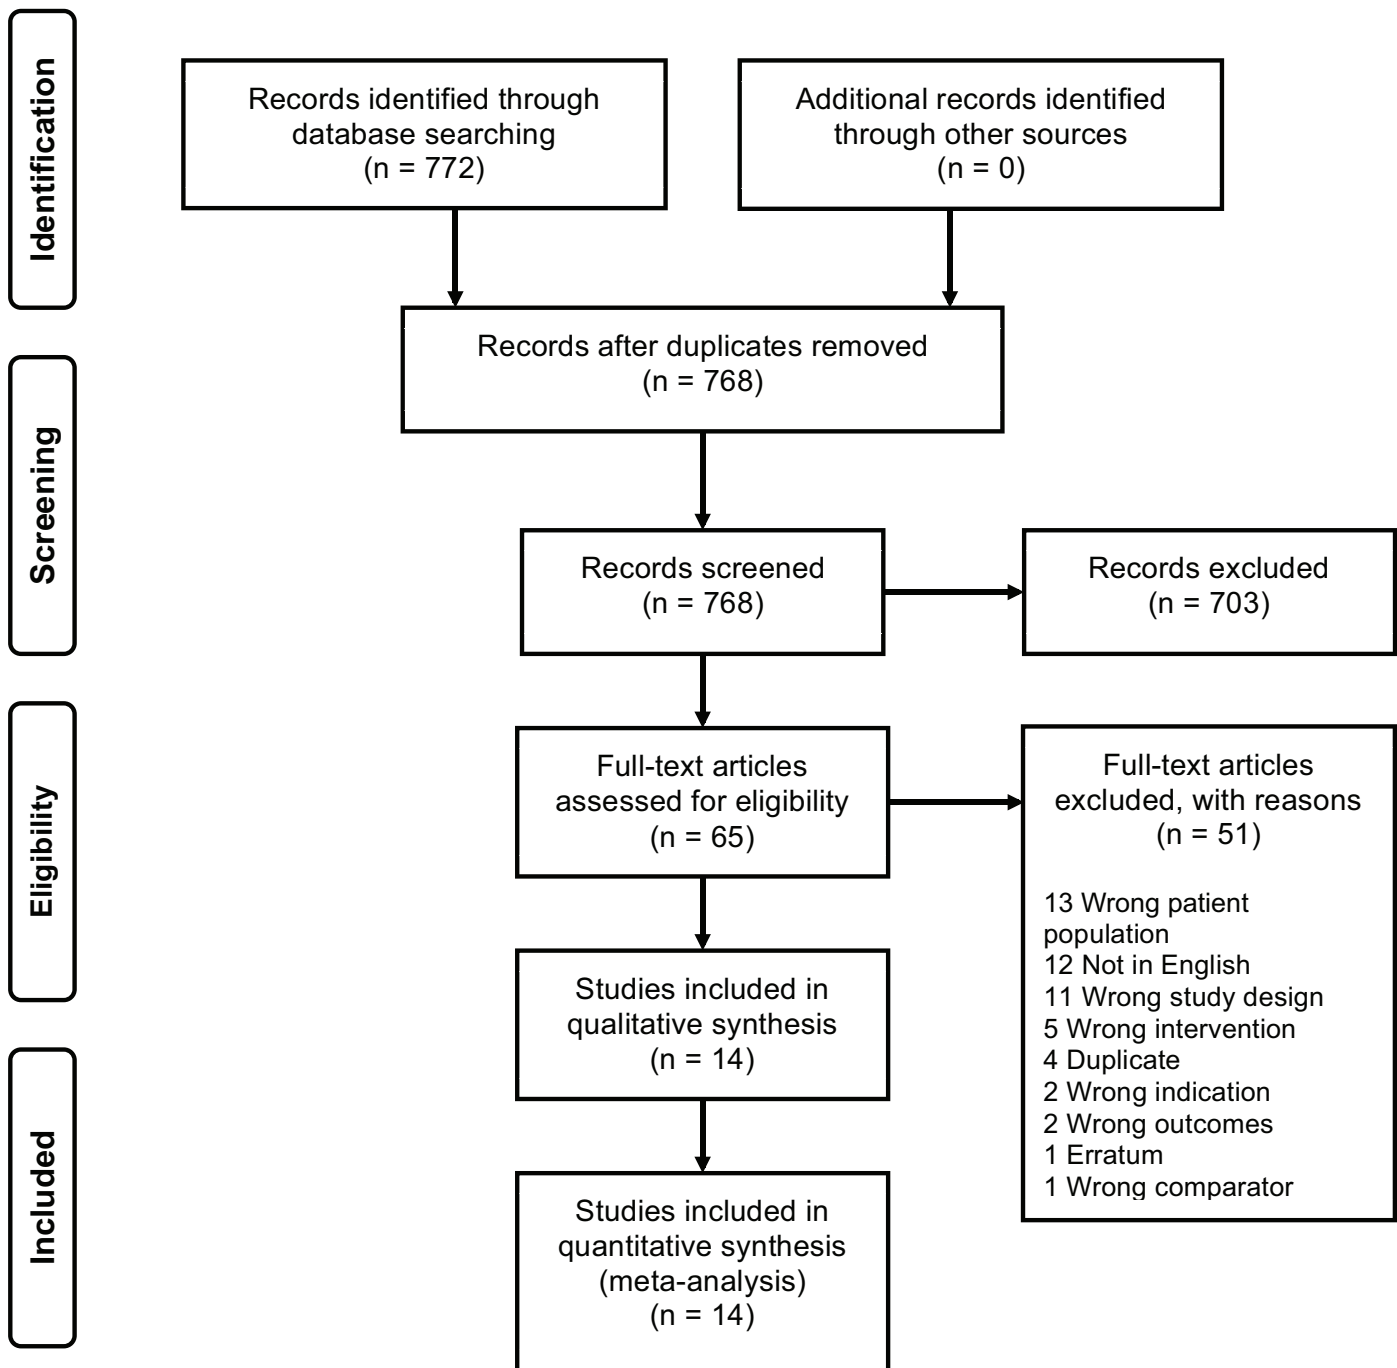 Identification
Records identified through
database searching
(n = 772)
Additional records identified
through other sources
(n = 0)
Records after duplicates removed
(n = 768)
Screening
Records screened
(n = 768)
Records excluded
(n = 703)
Eligibility
Full-text articles
assessed for eligibility
(n = 65)
Full-text articles
excluded, with reasons
(n = 51)
13 Wrong patient
population
12 Not in English
11 Wrong study design
5 Wrong intervention
4 Duplicate
2 Wrong indication
2 Wrong outcomes
1 Erratum
1 Wrong comparator
Studies included in
qualitative synthesis
(n = 14)
Included
Studies included in
quantitative synthesis
(meta-analysis)
(n = 14)